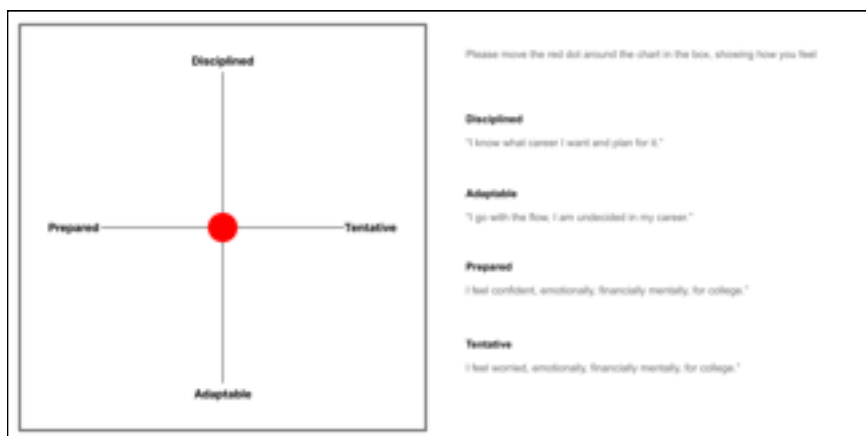 Disciplined
Prepared
Tentative
Adaptable
Please move the red dot around the chart in the box, showing how you feel
Disciplined
"I know what career I want and plan for it."
Adaptable
"I go with the flow, I am undecided in my career."
Prepared
I feel confident, emotionally, financially mentally, for college."
Tentative
I feel worried, emotionally, financially mentally, for college."